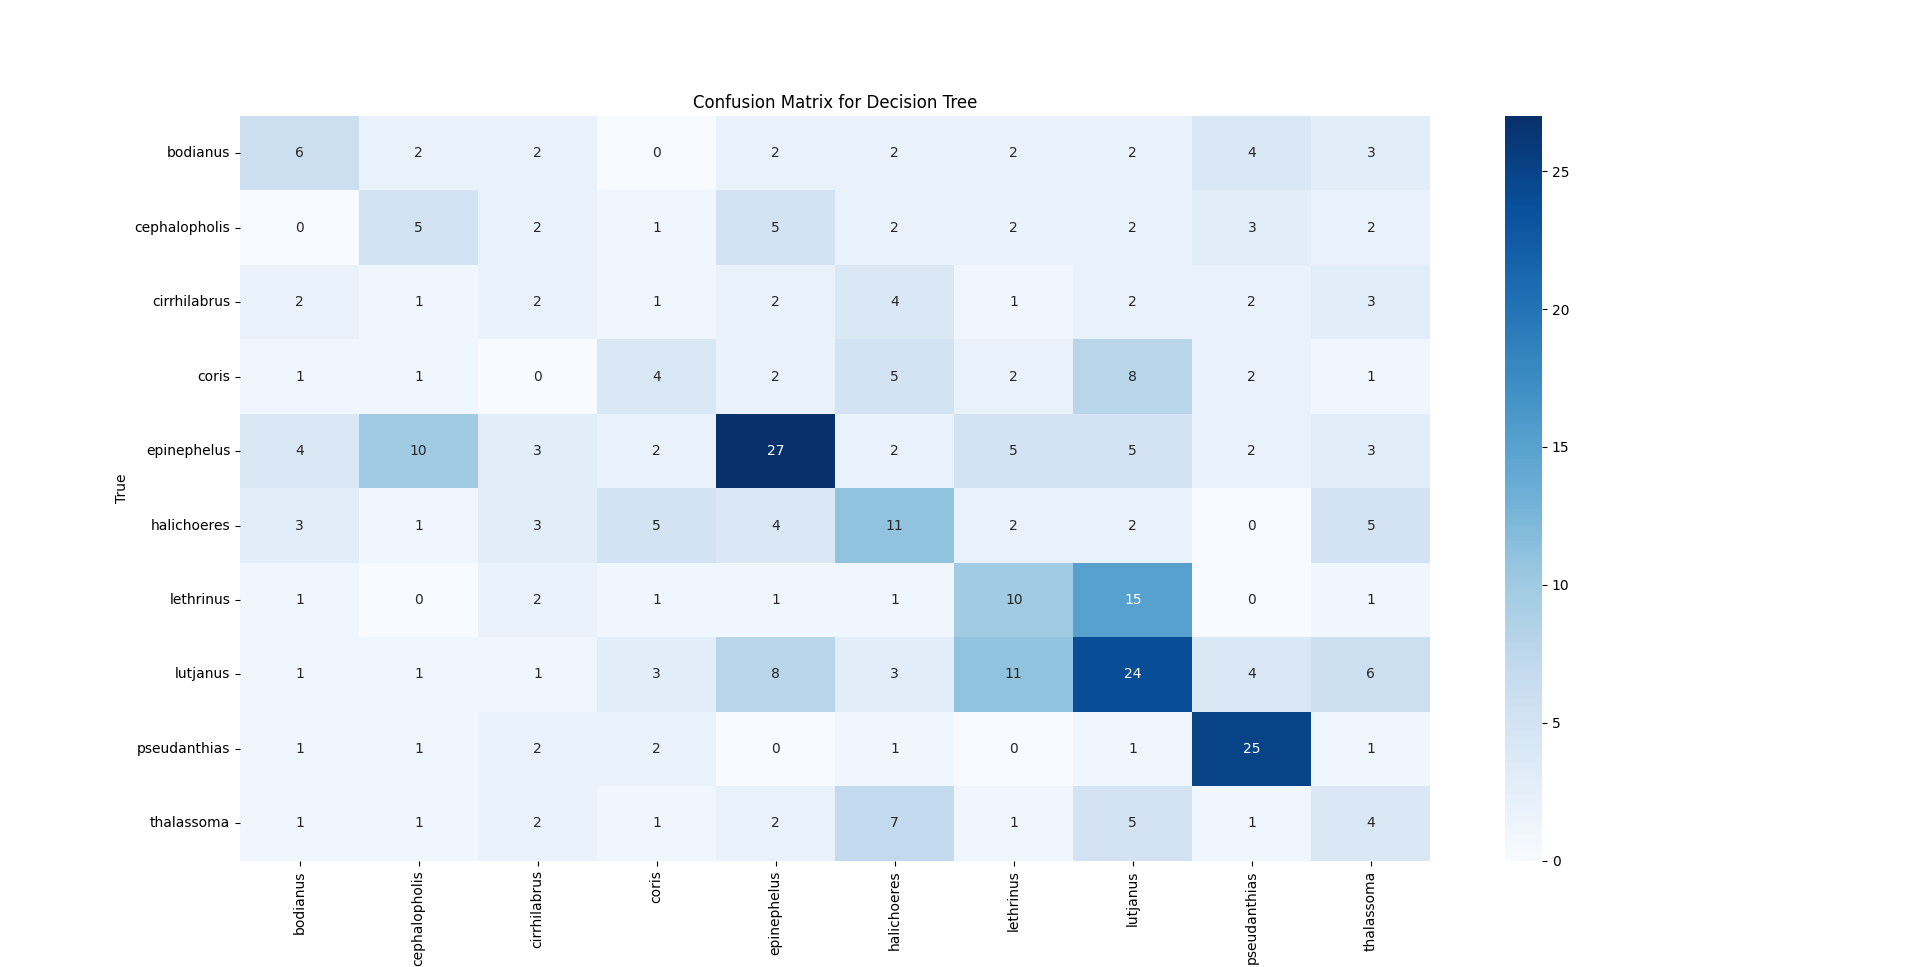 Confusion Matrix for Decision Tree
bodianus 6 2 2 0 2 2 2 2 4 3
cephalopholis 0 5 2 1 5 2 2 2 3 2
cirrhilabrus 2 1 2 1 2 4 1 2 2 3
coris 1 1 0 4 2 5 2 8 2 1
epinephelus 4 10 3 2 27 2 5 5 2 3
halichoeres 3 1 3 5 4 11 2 2 0 5
lethrinus 1 0 2 1 1 1 10 15 0 1
lutjanus 1 1 1 3 8 3 11 24 4 6
pseudanthias 1 1 2 2 0 1 0 1 25 1
thalassoma 1 1 2 1 2 7 1 5 1 4
True
bodianus
cephalopholis
cirrhilabrus
coris
epinephelus
halichoeres
lethrinus
lutjanus
pseudanthias
thalassoma
25
20
15
10
5
0